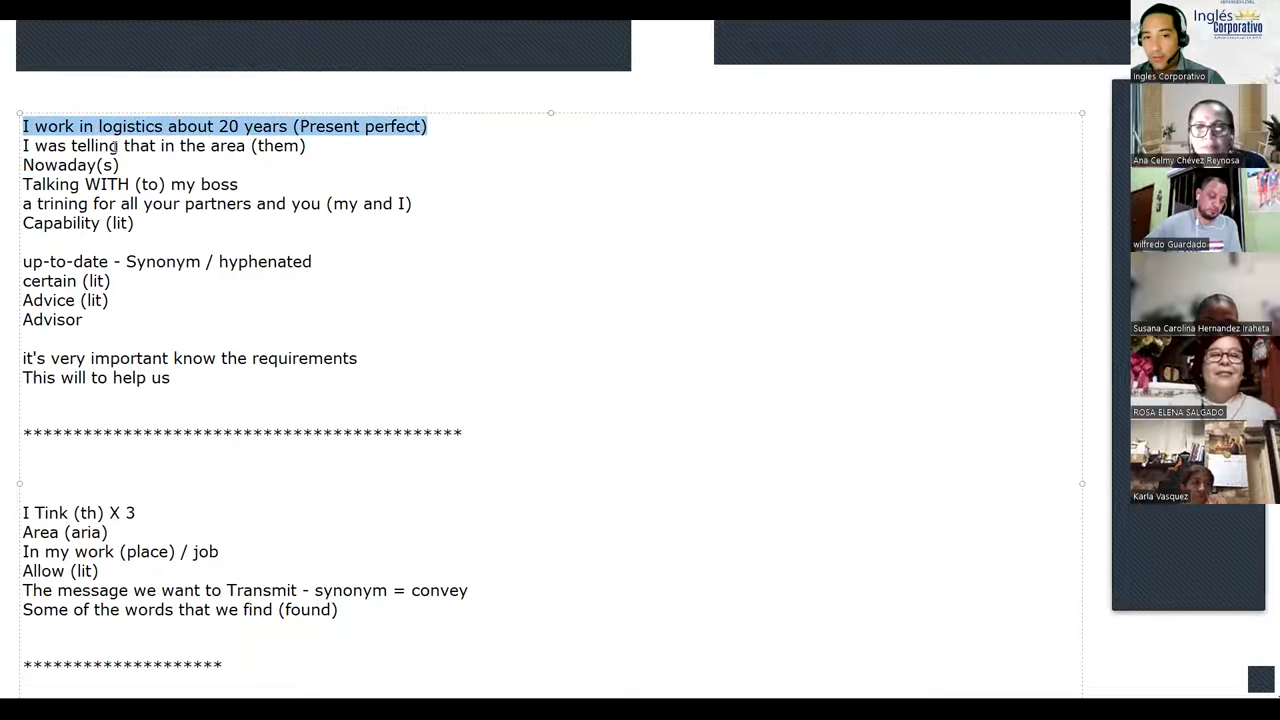 I work in logistics about 20 years (Present perfect)
I was telling that in the area (them)
Nowaday(s)
Talking WITH (to) my boss
a trining for all your partners and you (my and I)
Capability (lit)
up-to-date - Synonym / hyphenated
certain (lit)
Advice (lit)
Advisor
it's very important know the requirements
This will to help us
********************************************
I Tink (th) X 3
Area (aria)
In my work (place) / job
Allow (lit)
The message we want to Transmit - synonym = convey
Some of the words that we find (found)
********************
Inglés
Corporativo
Ingles Corporativo
Ana Celmy Chévez Reynosa
wilfredo Guardado
Susana Carolina Hernandez Iraheta
ROSA ELENA SALGADO
Karla Vasquez